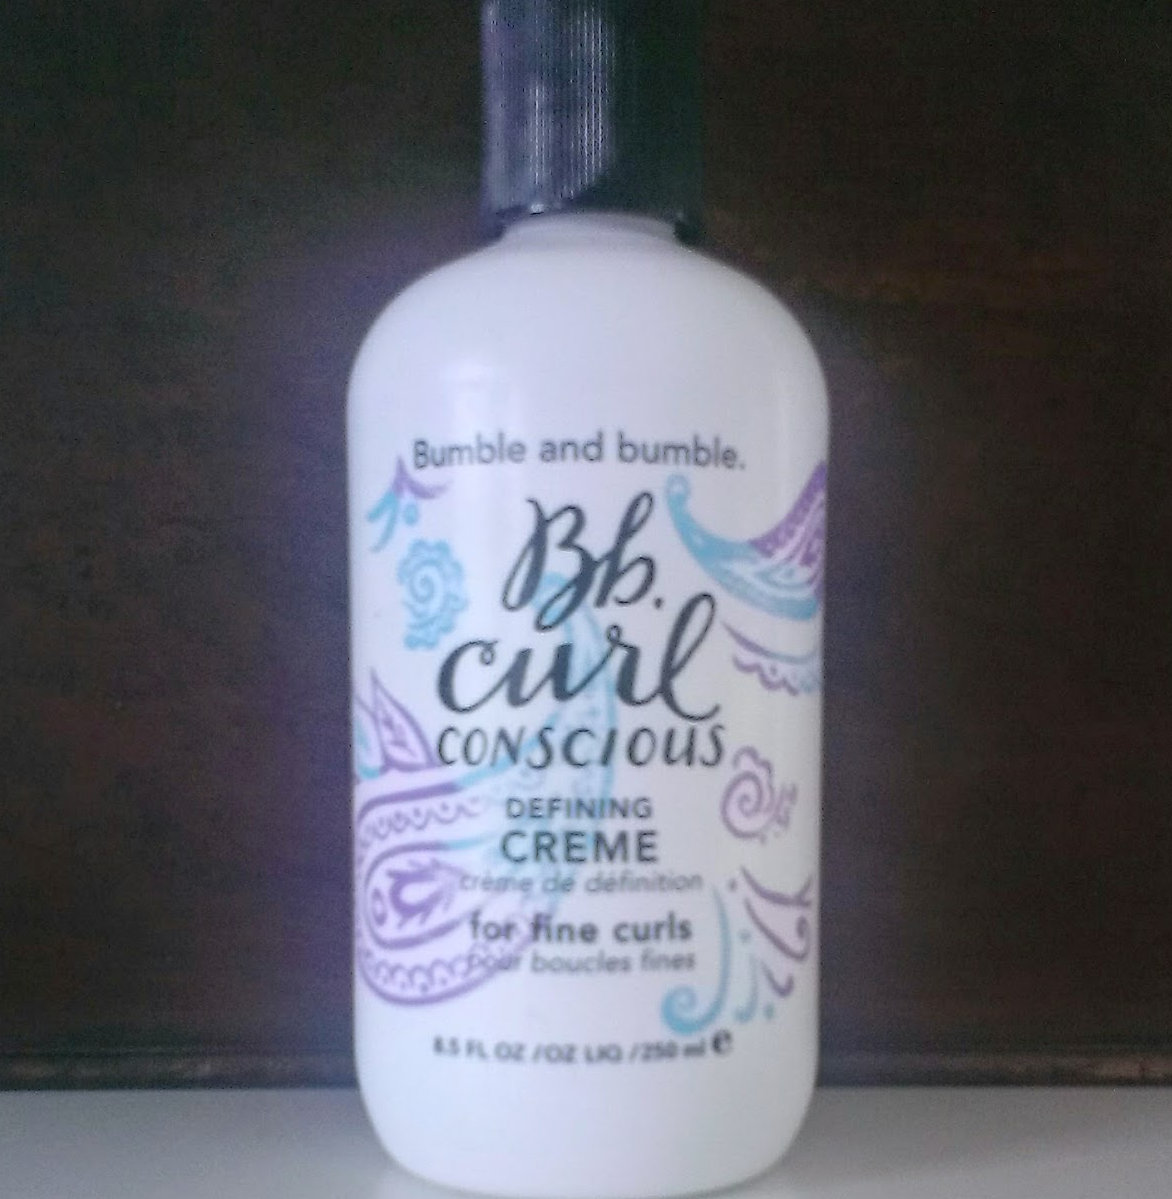 Bumble and bumble.
Bb.
curl
CONSCIOUS
DEFINING
CREME
crème de définition
for fine curls
pour boucles fines
8.5 FL OZ / OZ LIQ / 250 ml e